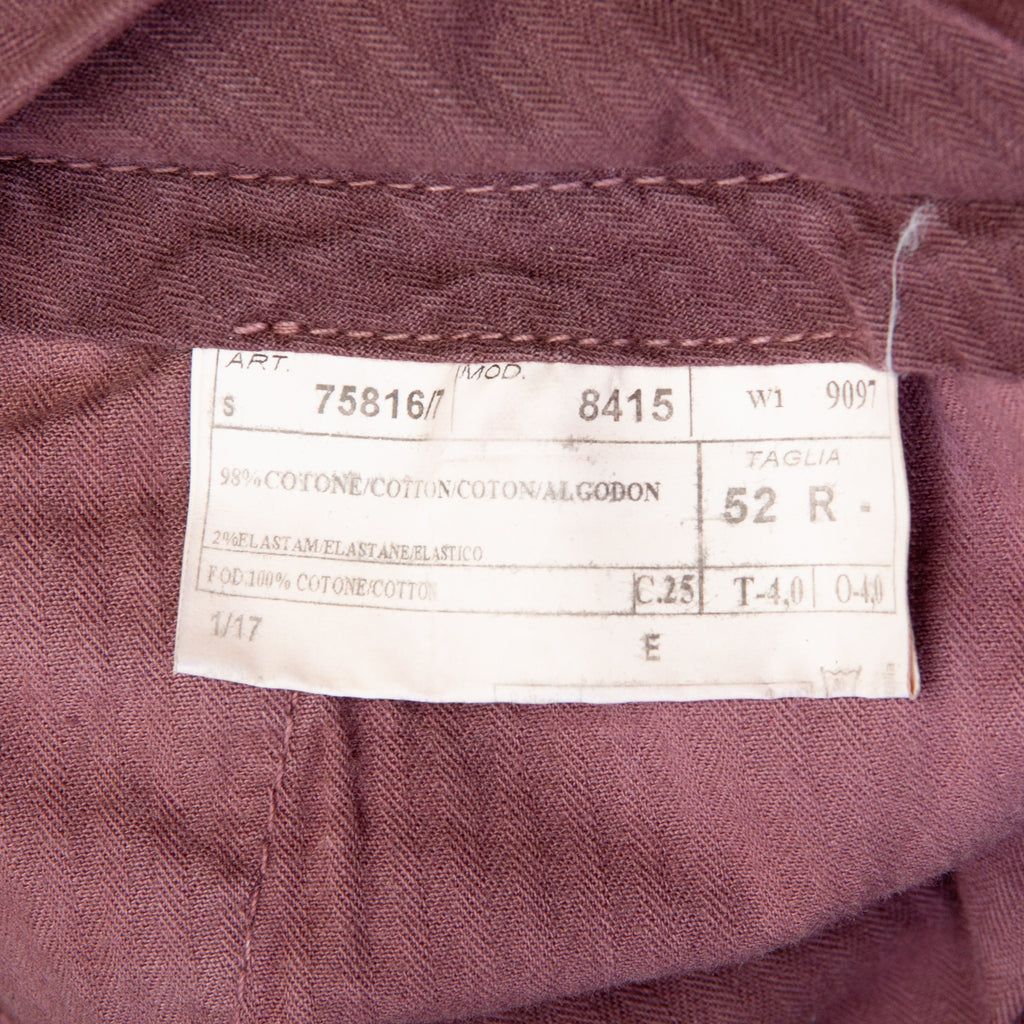 ART. MOD.
S 75816/7 8415 W1 9097
TAGLIA
98% COTONE/COTTON/COTON/ALGODON
52 R -
2%ELASTAM/ELASTANE/ELASTICO
FOD.100% COTONE/COTTON
C.25 T-4,0 O-4,0
1/17
E